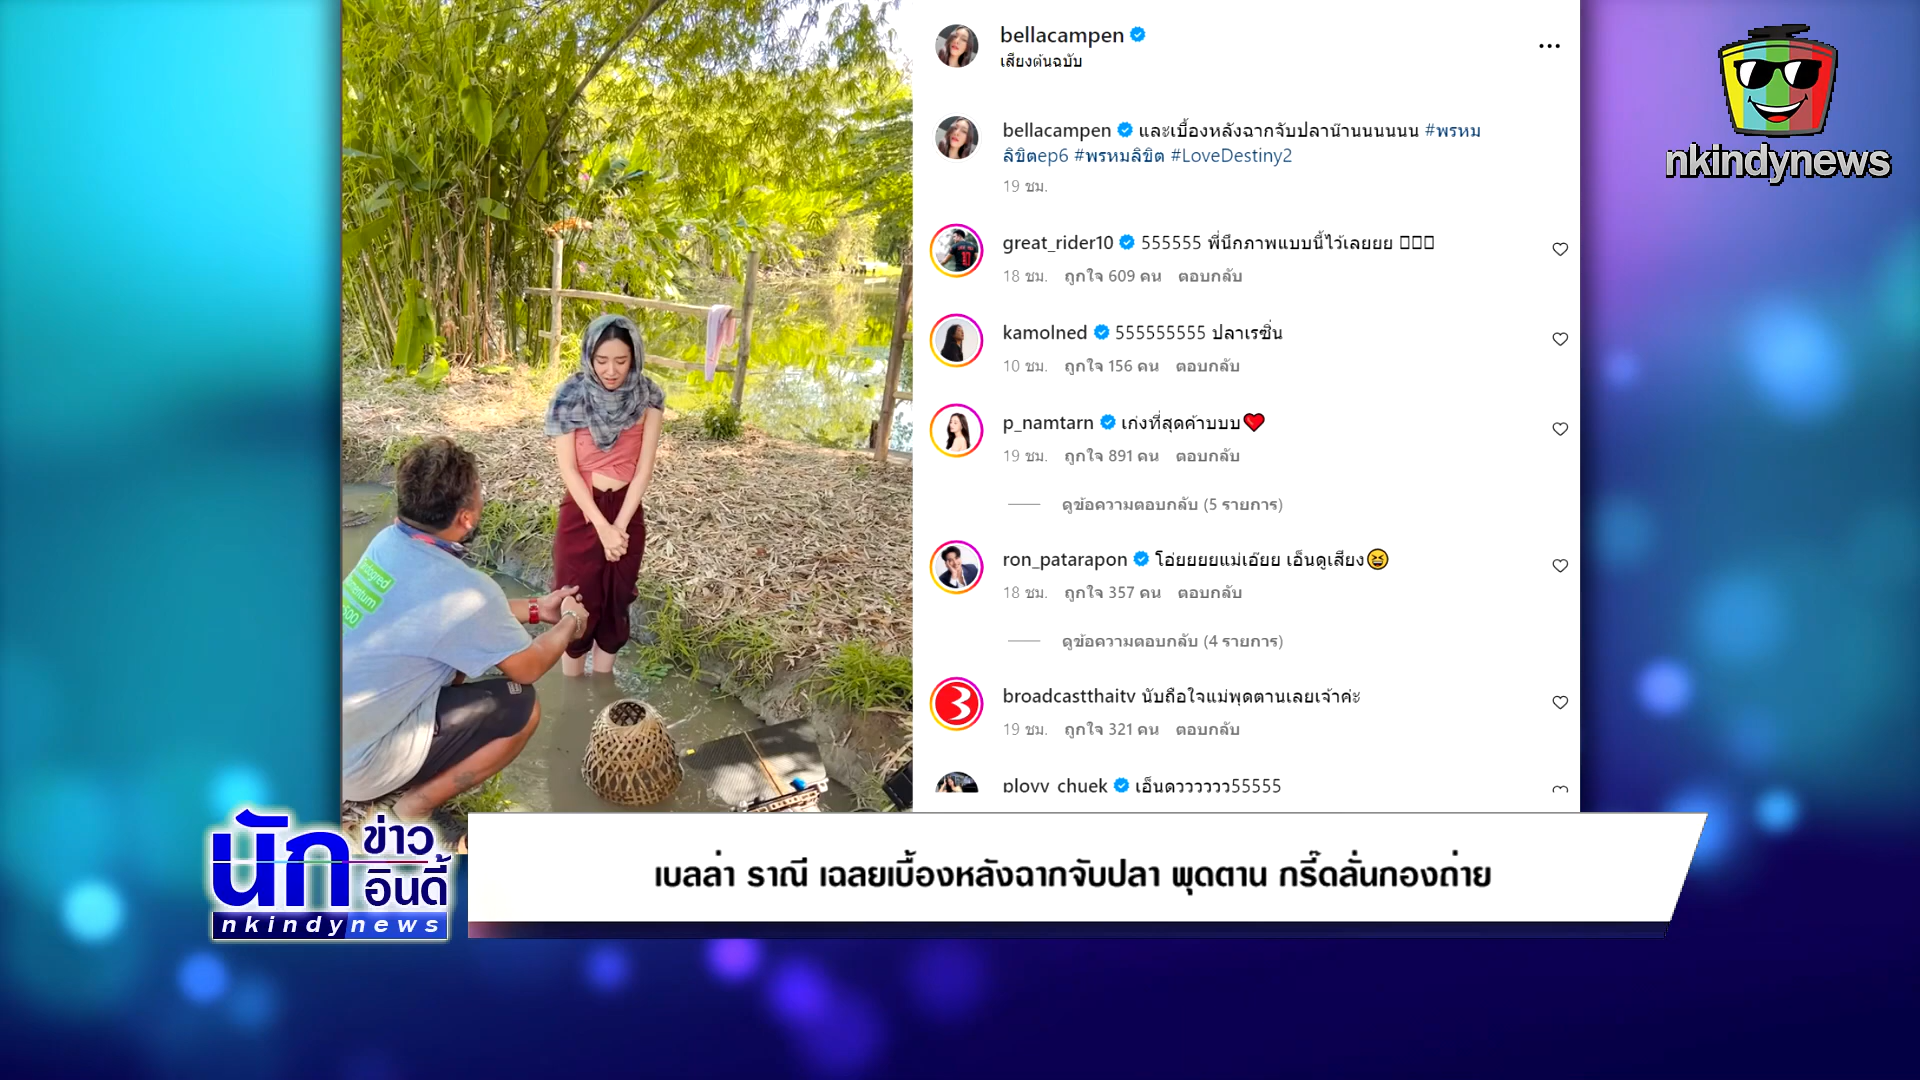 bellacampen
เสียงต้นฉบับ
bellacampen และเบื้องหลังฉากจับปลาน๊านนนนนน #พรหม
ลิขิตep6 #พรหมลิขิต #LoveDestiny2
19 ชม.
great_rider10 555555 พี่นึกภาพแบบนี้ไว้เลยยย
18 ชม. ถูกใจ 609 คน ตอบกลับ
kamolned 555555555 ปลาเรซิ่น
10 ชม. ถูกใจ 156 คน ตอบกลับ
p_namtarn เก่งที่สุดค้าบบบ❤️
19 ชม. ถูกใจ 891 คน ตอบกลับ
ดูข้อความตอบกลับ (5 รายการ)
ron_patarapon โอ่ยยยยแม่เอ๊ยย เอ็นดูเสียง😆
18 ชม. ถูกใจ 357 คน ตอบกลับ
ดูข้อความตอบกลับ (4 รายการ)
broadcastthaitv นับถือใจแม่พุดตานเลยเจ้าค่ะ
19 ชม. ถูกใจ 321 คน ตอบกลับ
ployy_chuek เอ็นดูวววววว55555
nkindynews
นักข่าวอินดี้
nkindynews
เบลล่า ราณี เฉลยเบื้องหลังฉากจับปลา พุดตาน กรี๊ดลั่นกองถ่าย